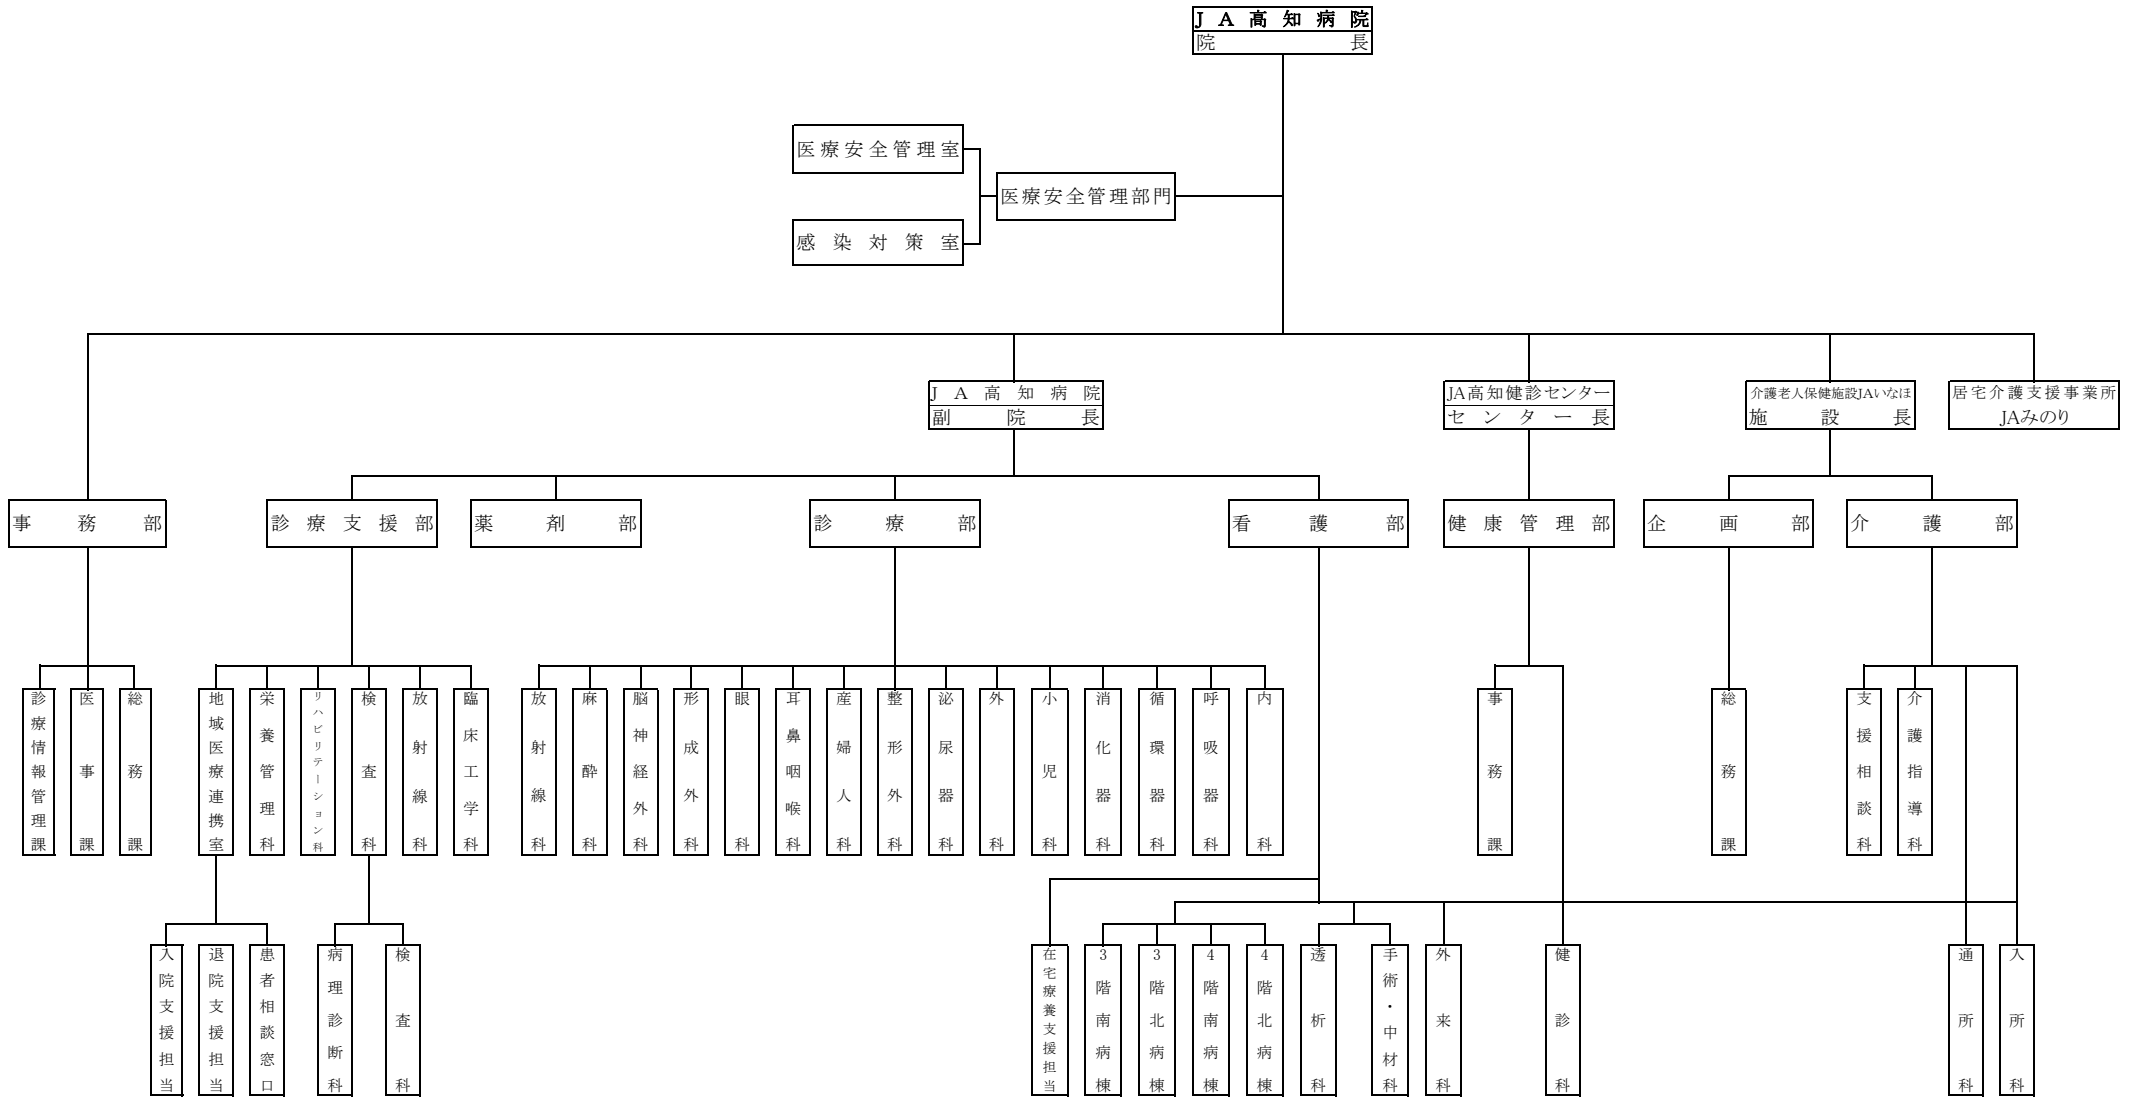 JA高知病院
院長
医療安全管理室
医療安全管理部門
感染対策室
JA高知病院
副院長
JA高知健診センター
センター長
介護老人保健施設JAいなほ
施設長
居宅介護支援事業所
JAみのり
事務部
診療支援部
薬剤部
診療部
看護部
健康管理部
企画部
介護部
診療情報管理課
医事課
総務課
地域医療連携室
栄養管理科
リハビリテーション科
検査科
放射線科
臨床工学科
放射線科
麻酔科
脳神経外科
形成外科
眼科
耳鼻咽喉科
産婦人科
整形外科
泌尿器科
外科
小児科
消化器科
循環器科
呼吸器科
内科
事務課
総務課
支援相談科
介護指導科
入院支援担当
退院支援担当
患者相談窓口
病理診断科
検査科
在宅療養支援担当
3階南病棟
3階北病棟
4階南病棟
4階北病棟
透析科
手術・中材科
外来科
健診科
通所科
入所科